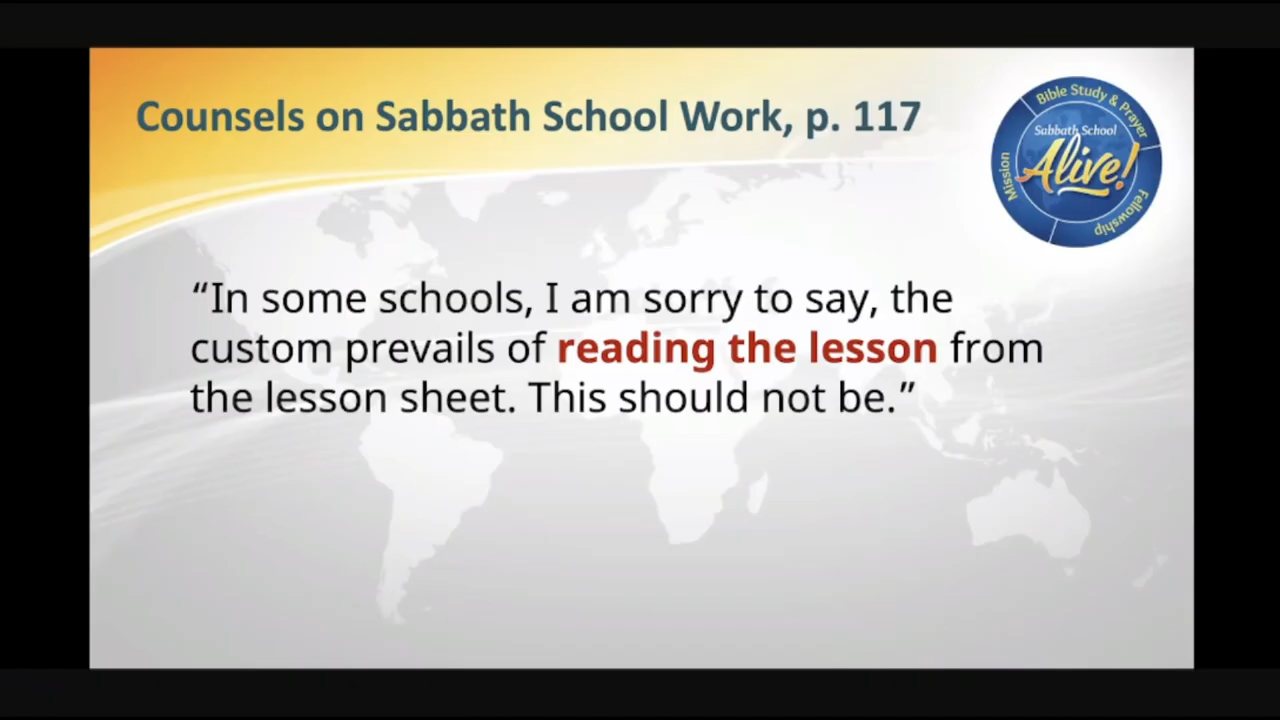 Counsels on Sabbath School Work, p. 117
Bible Study & Prayer
Sabbath School
Alive!
Mission
Fellowship
“In some schools, I am sorry to say, the
custom prevails of reading the lesson from
the lesson sheet. This should not be.”